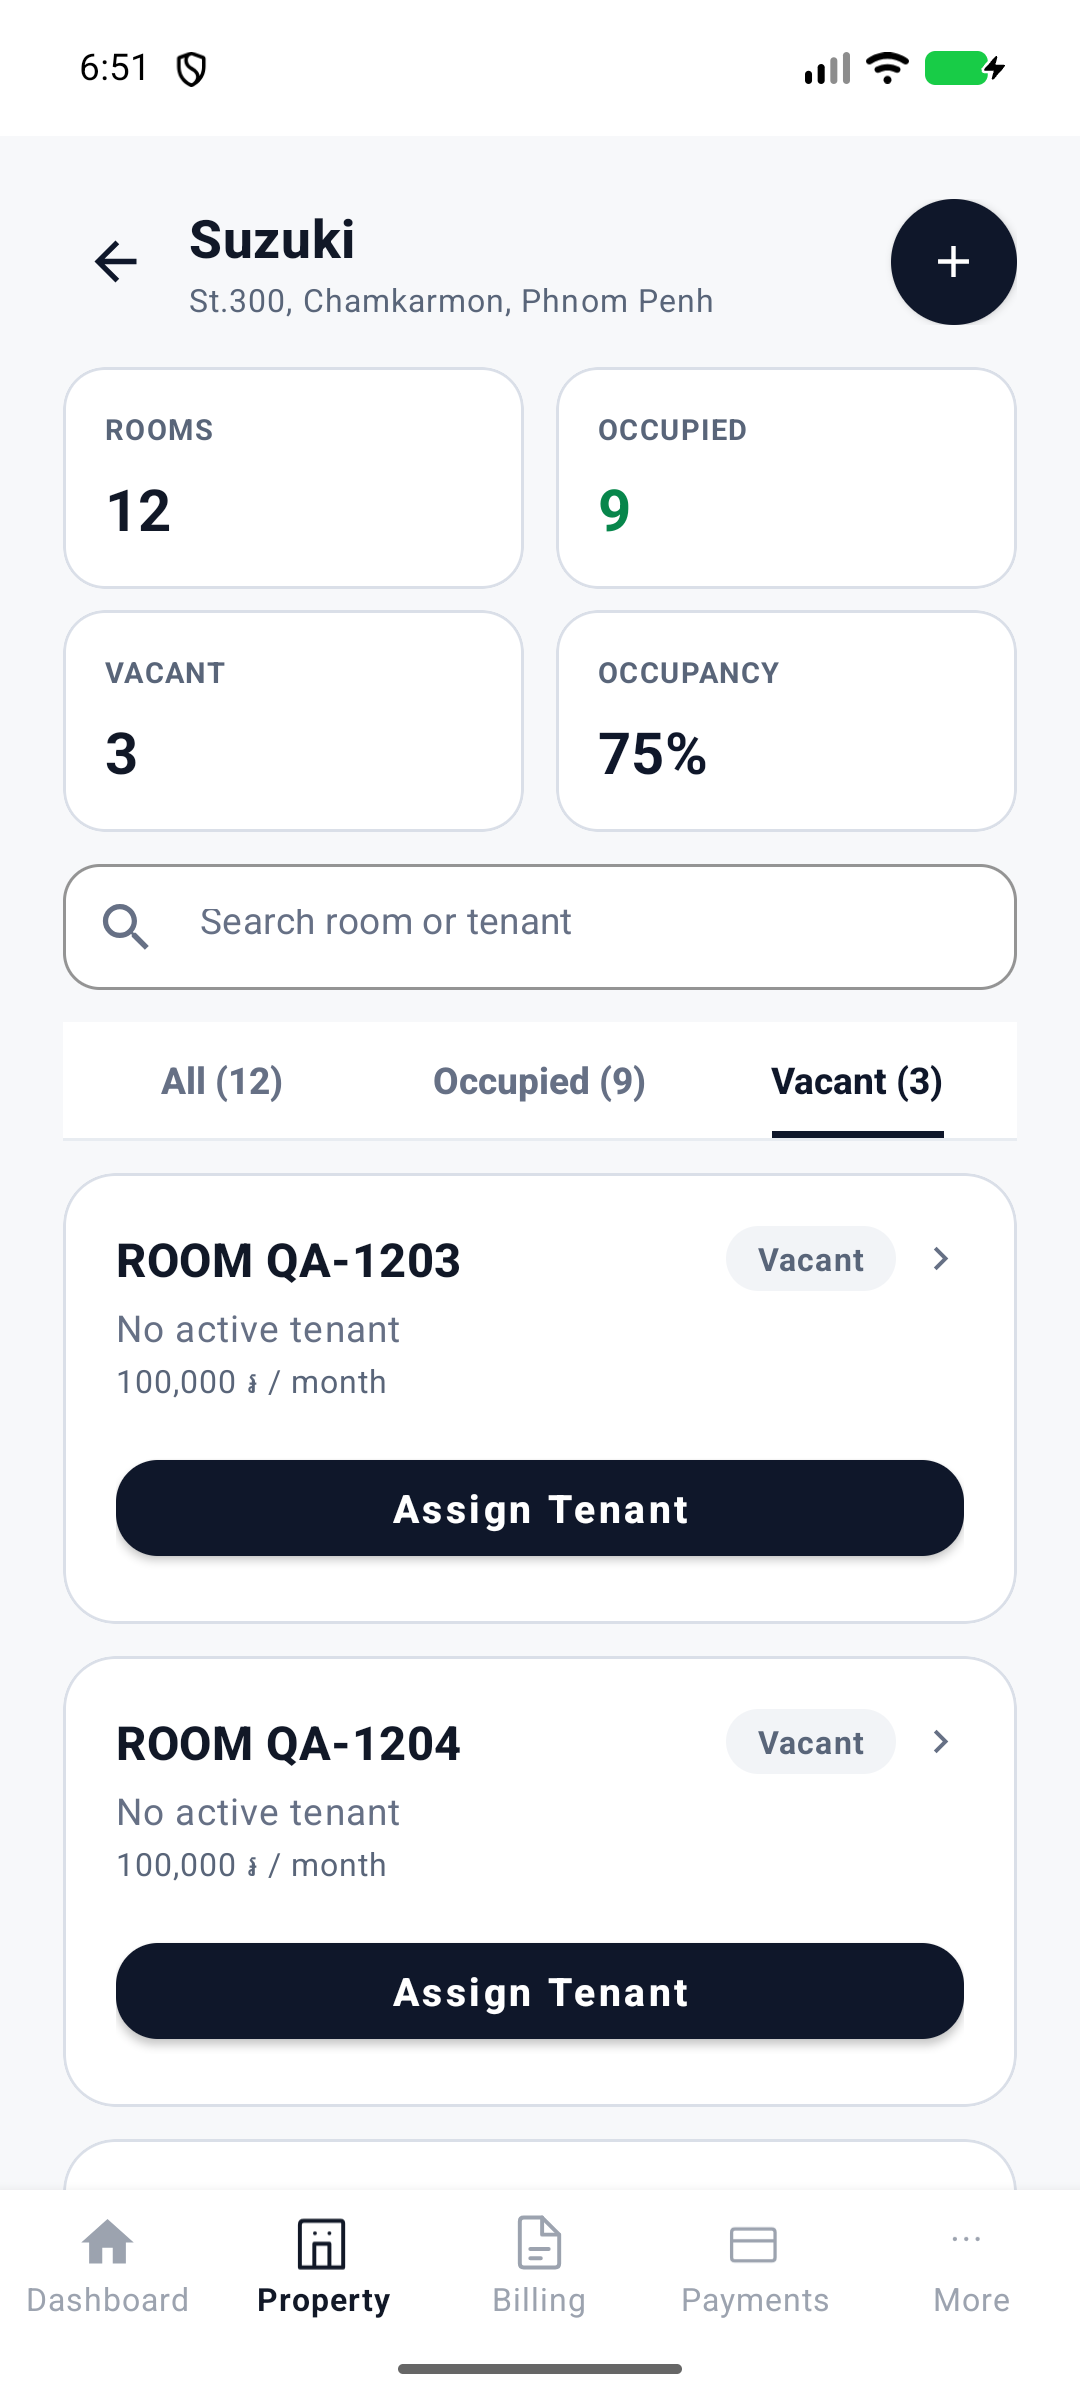 6:51
Suzuki
St.300, Chamkarmon, Phnom Penh
ROOMS
12
OCCUPIED
9
VACANT
3
OCCUPANCY
75%
Search room or tenant
All (12)
Occupied (9)
Vacant (3)
ROOM QA-1203
Vacant
No active tenant
100,000 ៛ / month
Assign Tenant
ROOM QA-1204
Vacant
No active tenant
100,000 ៛ / month
Assign Tenant
Dashboard
Property
Billing
Payments
More